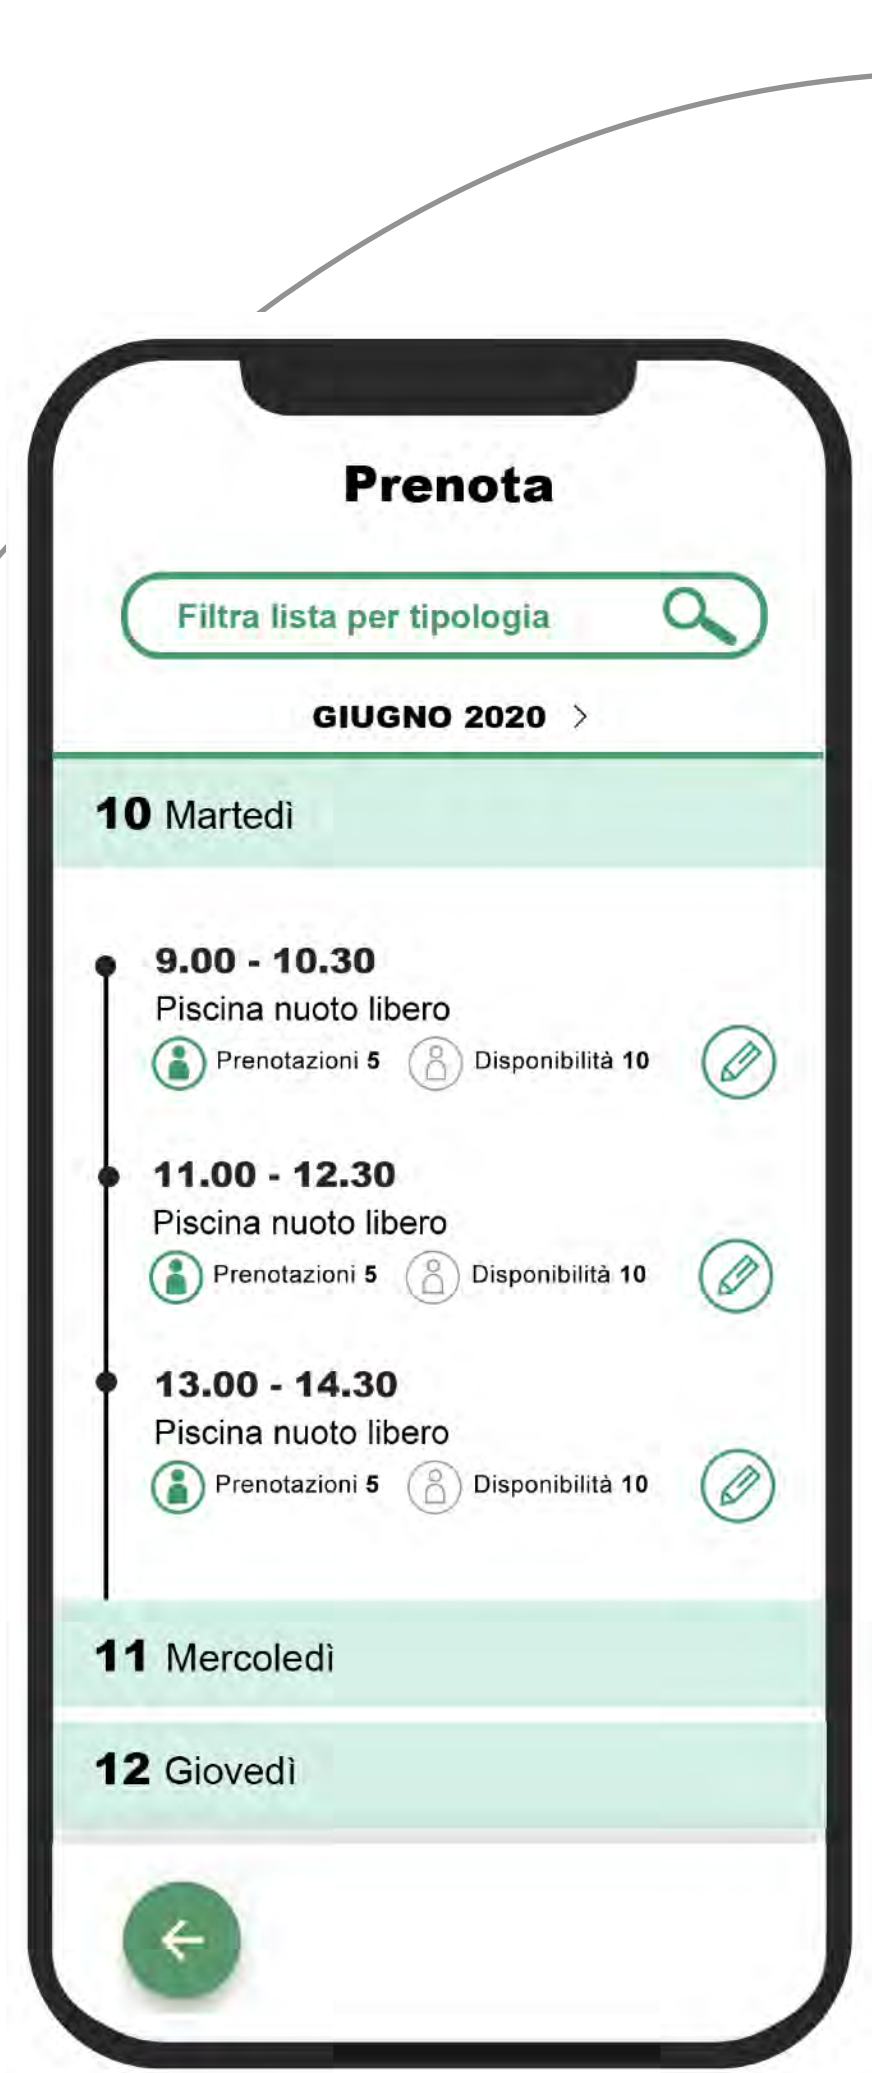 Prenota
Filtra lista per tipologia
GIUGNO 2020
10 Martedì
9.00 - 10.30
Piscina nuoto libero
Prenotazioni 5 Disponibilità 10
11.00 - 12.30
Piscina nuoto libero
Prenotazioni 5 Disponibilità 10
13.00 - 14.30
Piscina nuoto libero
Prenotazioni 5 Disponibilità 10
11 Mercoledì
12 Giovedì